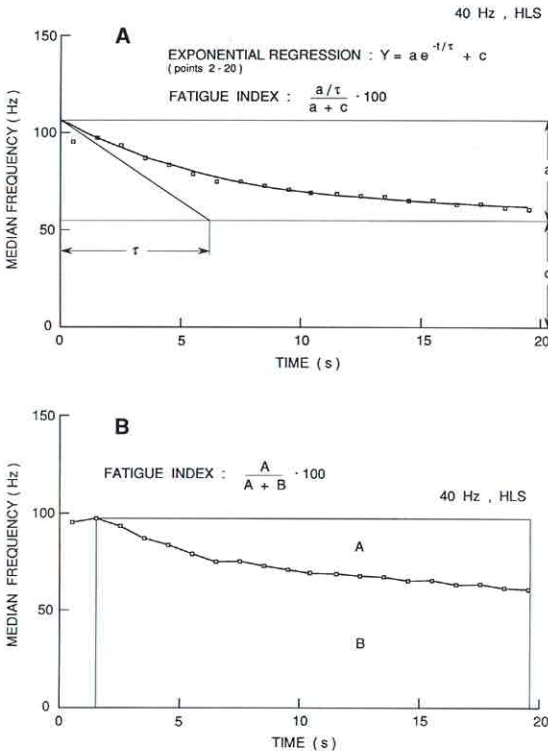 40 Hz , HLS
A
EXPONENTIAL REGRESSION : Y = a e^{-t/τ} + c
( points 2 - 20 )
FATIGUE INDEX : \frac{a/τ}{a + c} · 100
MEDIAN FREQUENCY ( Hz )
150
100
50
0
a
c
τ
0 5 10 15 20
TIME ( s )
B
FATIGUE INDEX : \frac{A}{A + B} · 100
40 Hz , HLS
MEDIAN FREQUENCY ( Hz )
150
100
50
0
A
B
0 5 10 15 20
TIME ( s )